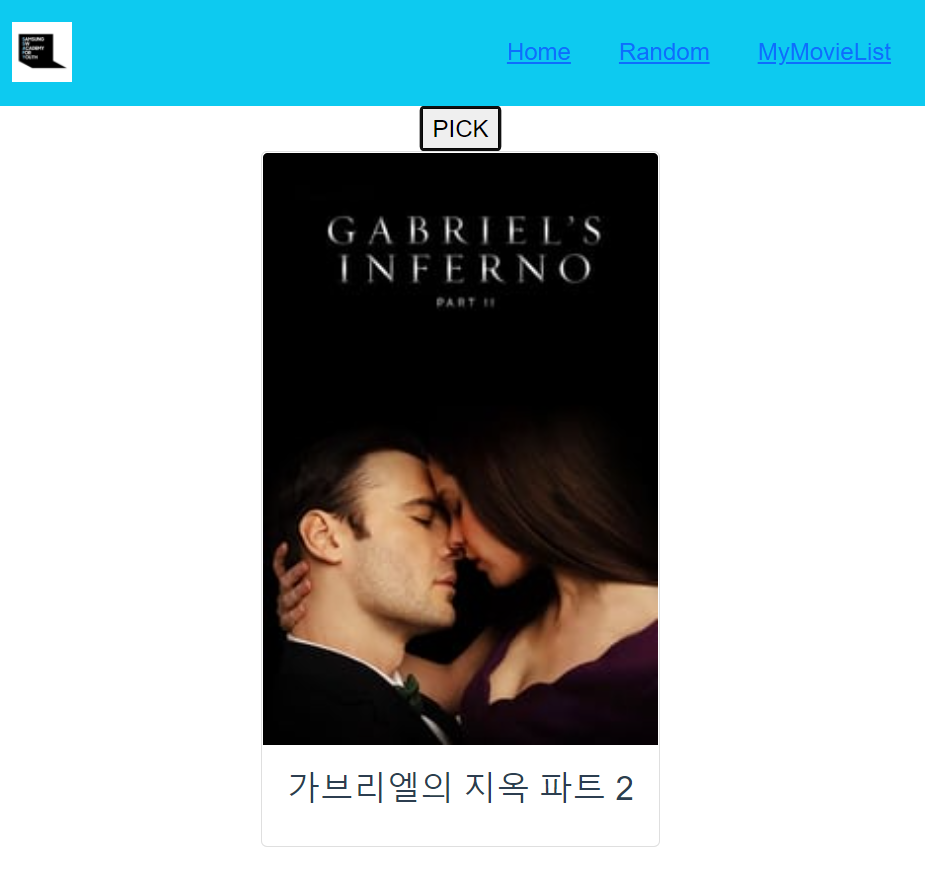 SAMSUNG
SW
ACADEMY
FOR
YOUTH
Home
Random
MyMovieList
PICK
GABRIEL'S
INFERNO
PART II
가브리엘의 지옥 파트 2